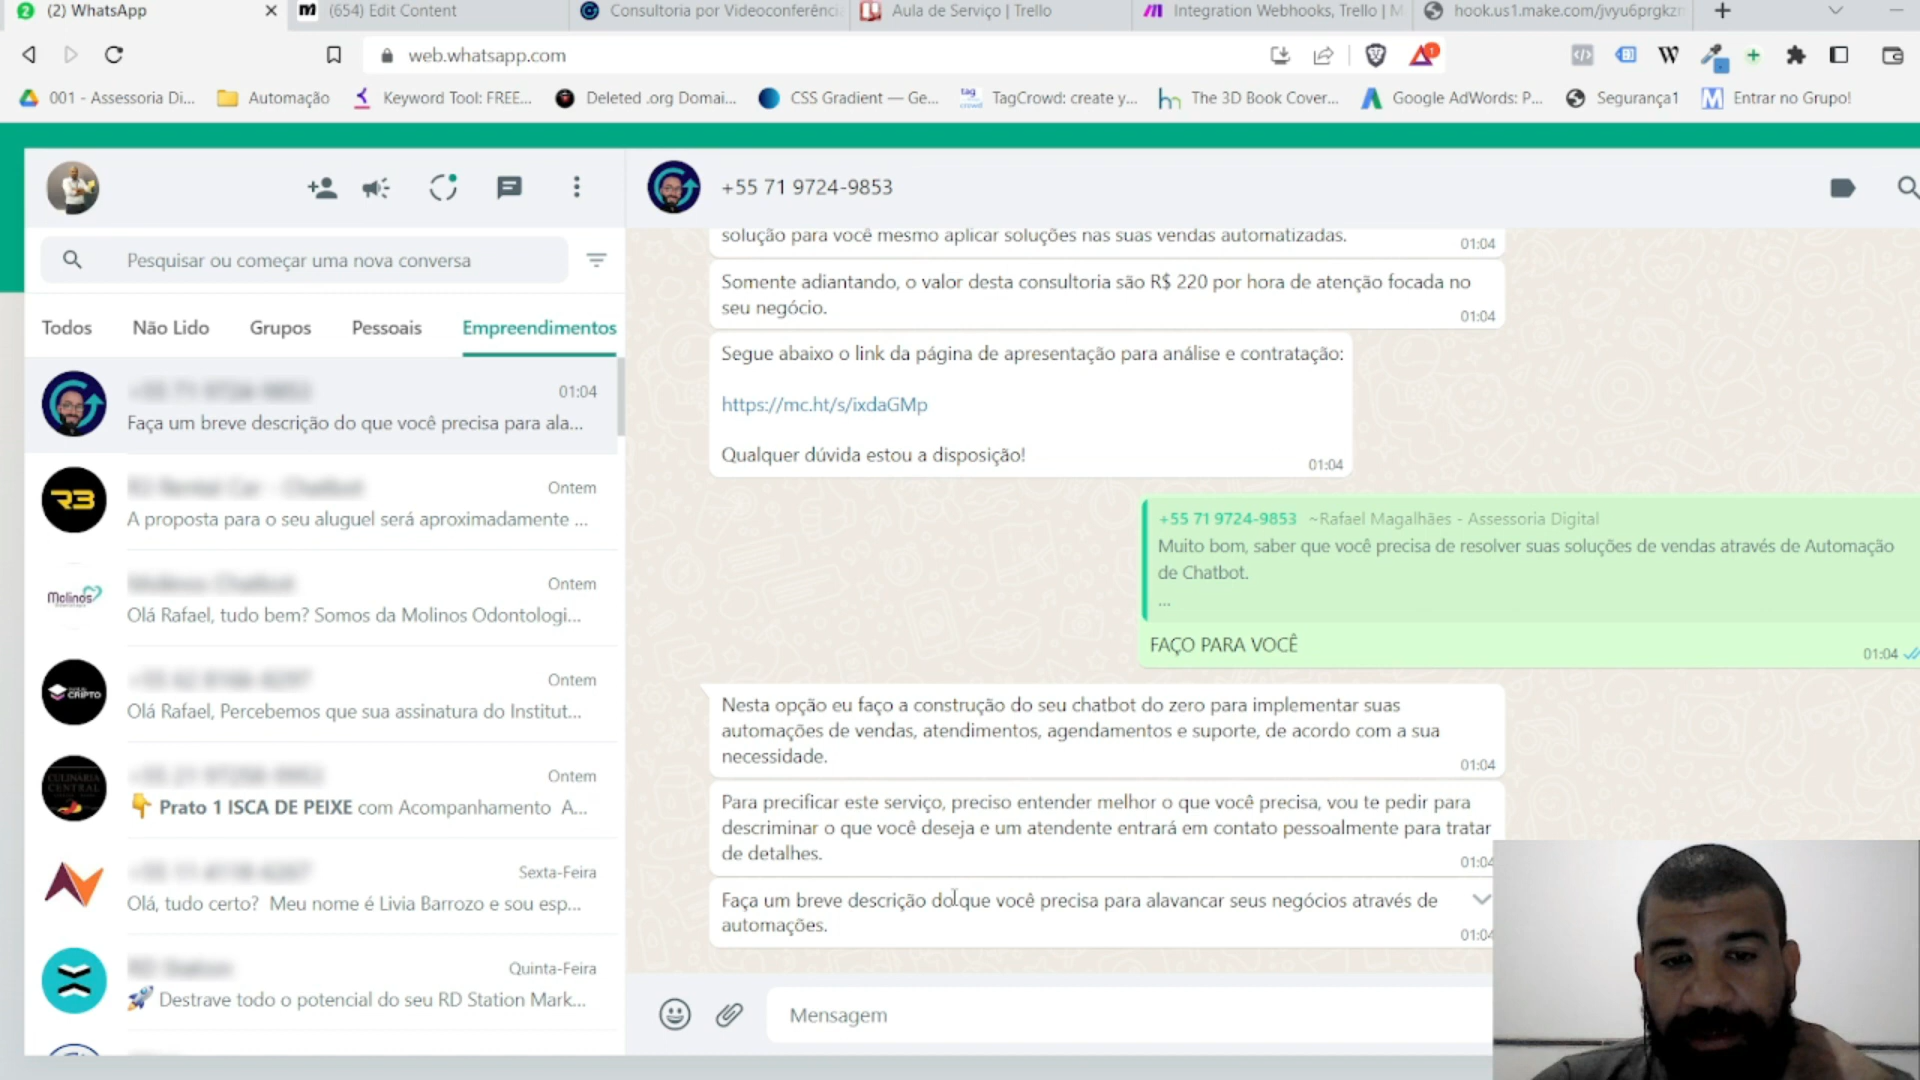 (2) WhatsApp
(654) Edit Content
Consultoria por Videoconferênci
Aula de Serviço | Trello
Integration Webhooks, Trello | M
hook.us1.make.com/jvyu6prgkzn
web.whatsapp.com
001 - Assessoria Di...
Automação
Keyword Tool: FREE...
Deleted .org Domai...
CSS Gradient — Ge...
TagCrowd: create y...
The 3D Book Cover...
Google AdWords: P...
Segurança1
Entrar no Grupo!
+55 71 9724-9853
Pesquisar ou começar uma nova conversa
Todos
Não Lido
Grupos
Pessoais
Empreendimentos
01:04
Faça um breve descrição do que você precisa para ala...
Ontem
A proposta para o seu aluguel será aproximadamente ...
Ontem
Olá Rafael, tudo bem? Somos da Molinos Odontologi...
Ontem
Olá Rafael, Percebemos que sua assinatura do Institut...
Ontem
👇 Prato 1 ISCA DE PEIXE com Acompanhamento A...
Sexta-Feira
Olá, tudo certo? Meu nome é Livia Barrozo e sou esp...
Quinta-Feira
🚀 Destrave todo o potencial do seu RD Station Mark...
solução para você mesmo aplicar soluções nas suas vendas automatizadas.
01:04
Somente adiantando, o valor desta consultoria são R$ 220 por hora de atenção focada no
seu negócio.
01:04
Segue abaixo o link da página de apresentação para análise e contratação:
https://mc.ht/s/ixdaGMp
Qualquer dúvida estou a disposição!
01:04
+55 71 9724-9853 ~Rafael Magalhães - Assessoria Digital
Muito bom, saber que você precisa de resolver suas soluções de vendas através de Automação
de Chatbot.
...
FAÇO PARA VOCÊ
01:04
Nesta opção eu faço a construção do seu chatbot do zero para implementar suas
automações de vendas, atendimentos, agendamentos e suporte, de acordo com a sua
necessidade.
01:04
Para precificar este serviço, preciso entender melhor o que você precisa, vou te pedir para
descriminar o que você deseja e um atendente entrará em contato pessoalmente para tratar
de detalhes.
01:04
Faça um breve descrição do que você precisa para alavancar seus negócios através de
automações.
01:04
Mensagem